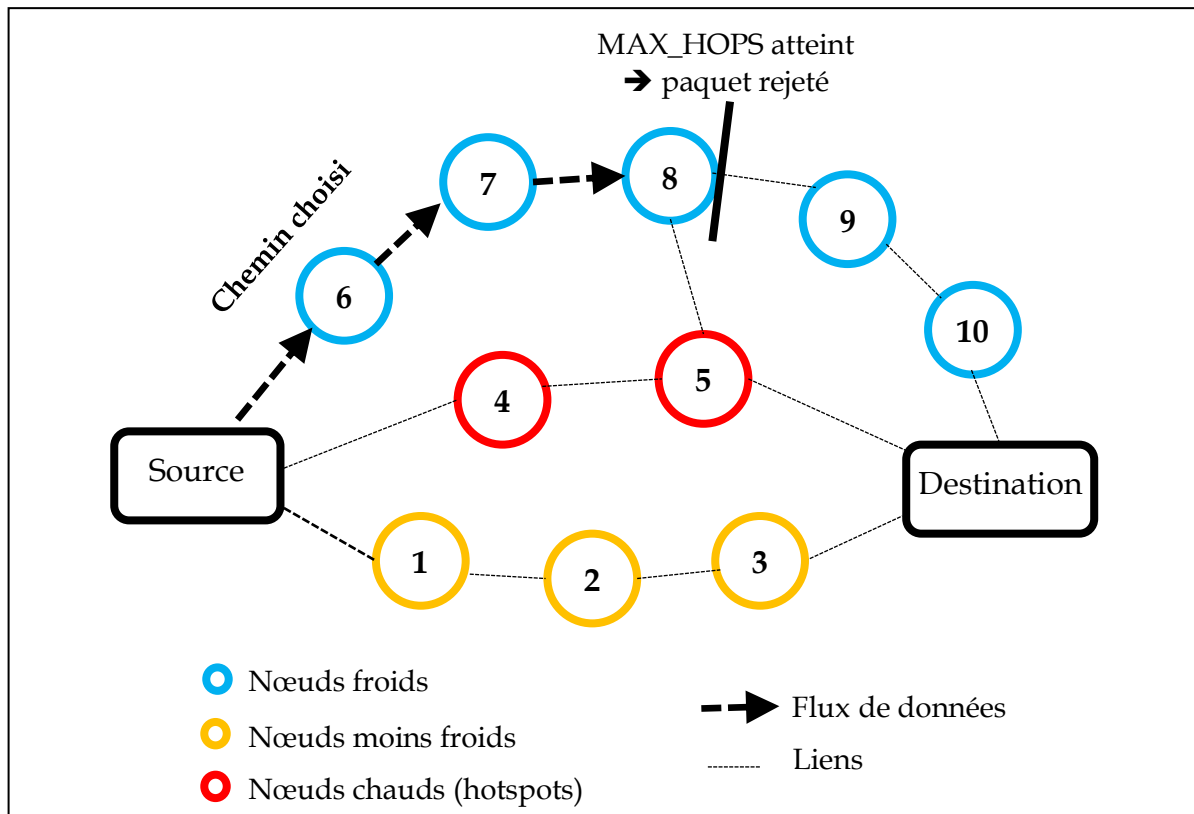 MAX_HOPS atteint
➔ paquet rejeté
Chemin choisi
7
8
9
6
10
4
5
Source
Destination
1
2
3
Nœuds froids
Nœuds moins froids
Nœuds chauds (hotspots)
Flux de données
Liens